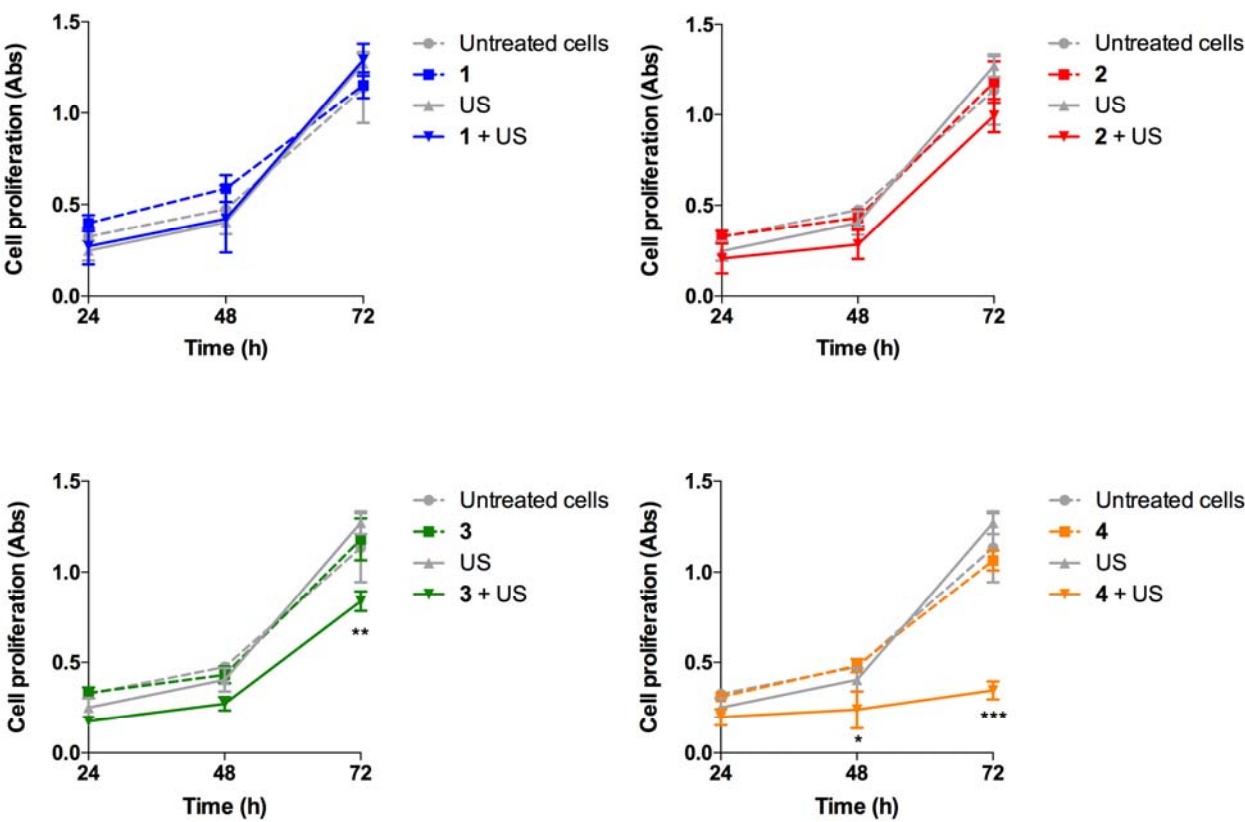 Cell proliferation (Abs)
1.5
1.0
0.5
0.0
24 48 72
Time (h)
Untreated cells
1
US
1 + US
Cell proliferation (Abs)
1.5
1.0
0.5
0.0
24 48 72
Time (h)
Untreated cells
2
US
2 + US
Cell proliferation (Abs)
1.5
1.0
0.5
0.0
24 48 72
Time (h)
**
Untreated cells
3
US
3 + US
Cell proliferation (Abs)
1.5
1.0
0.5
0.0
24 48 72
Time (h)
*
***
Untreated cells
4
US
4 + US